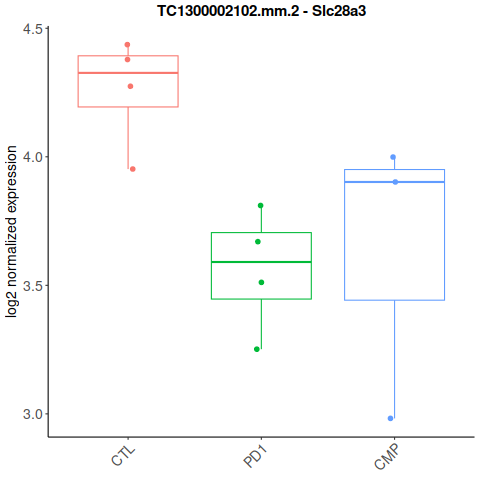 TC1300002102.mm.2 - Slc28a3
log2 normalized expression
4.5
4.0
3.5
3.0
CTL
PD1
CMP